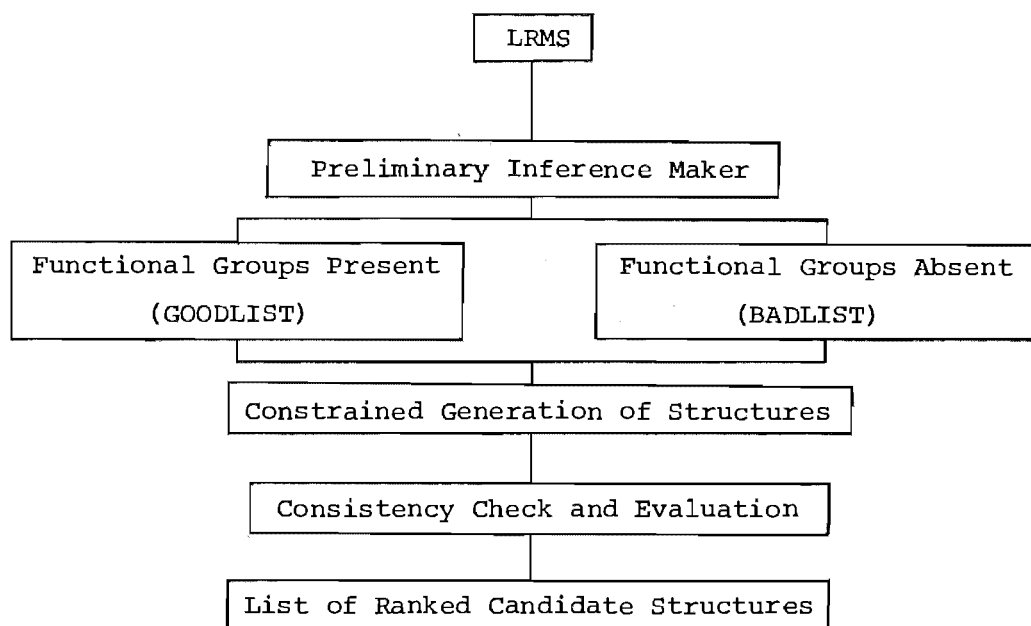 LRMS
Preliminary Inference Maker
Functional Groups Present
(GOODLIST)
Functional Groups Absent
(BADLIST)
Constrained Generation of Structures
Consistency Check and Evaluation
List of Ranked Candidate Structures